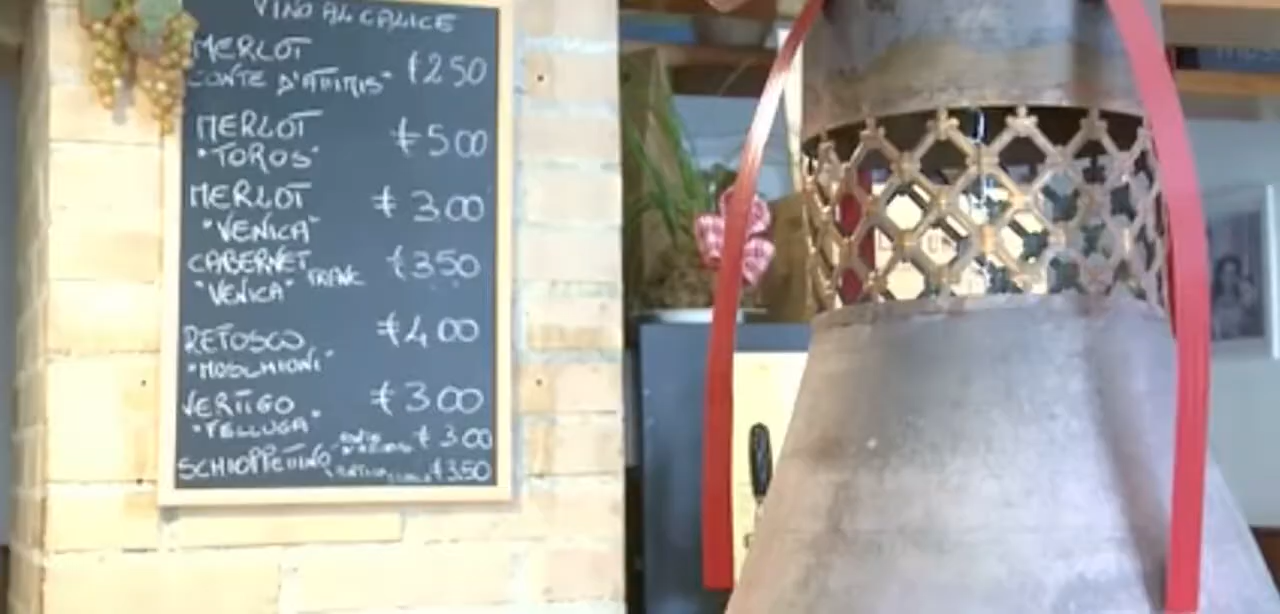 VINO AL CALICE
MERLOT
"CONTE D'ATTIMIS" €2.50
MERLOT
"TOROS" €5.00
MERLOT €3.00
"VENICA"
CABERNET FRANC €3.50
"VENICA"
REFOSCO €4.00
"MOSCHIONI"
VERTIGO €3.00
"FELLUGA"
€3.00
SCHIOPPETTINO €3.50